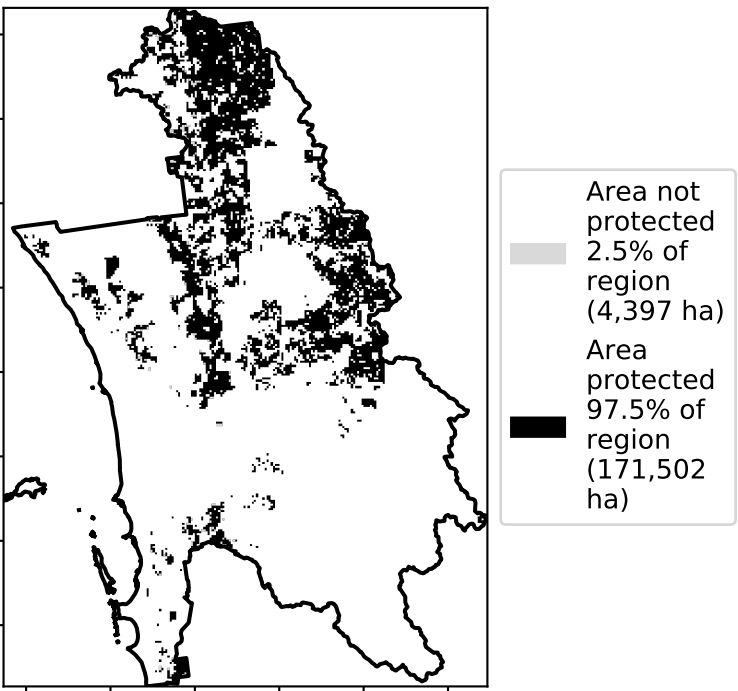 Area not
protected
2.5% of
region
(4,397 ha)
Area
protected
97.5% of
region
(171,502
ha)